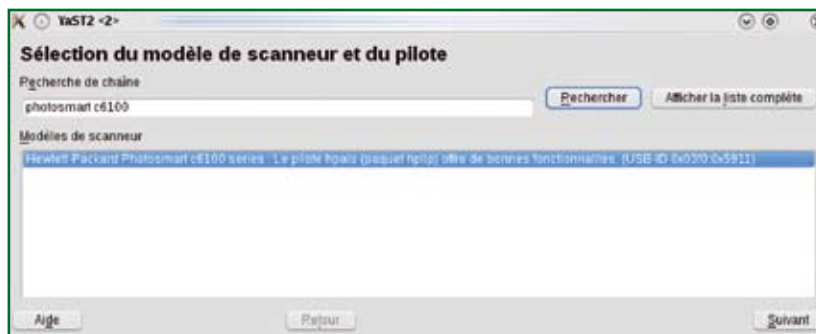 YaST2 <2>
Sélection du modèle de scanneur et du pilote
Recherche de chaîne
photosmart c6100
Rechercher
Afficher la liste complète
Modèles de scanneur
Hewlett-Packard Photosmart c6100 series : Le pilote hpaio (paquet hplip) offre de bonnes fonctionnalités. (USB-ID 0x03f0:0x5911)
Aide
Retour
Suivant